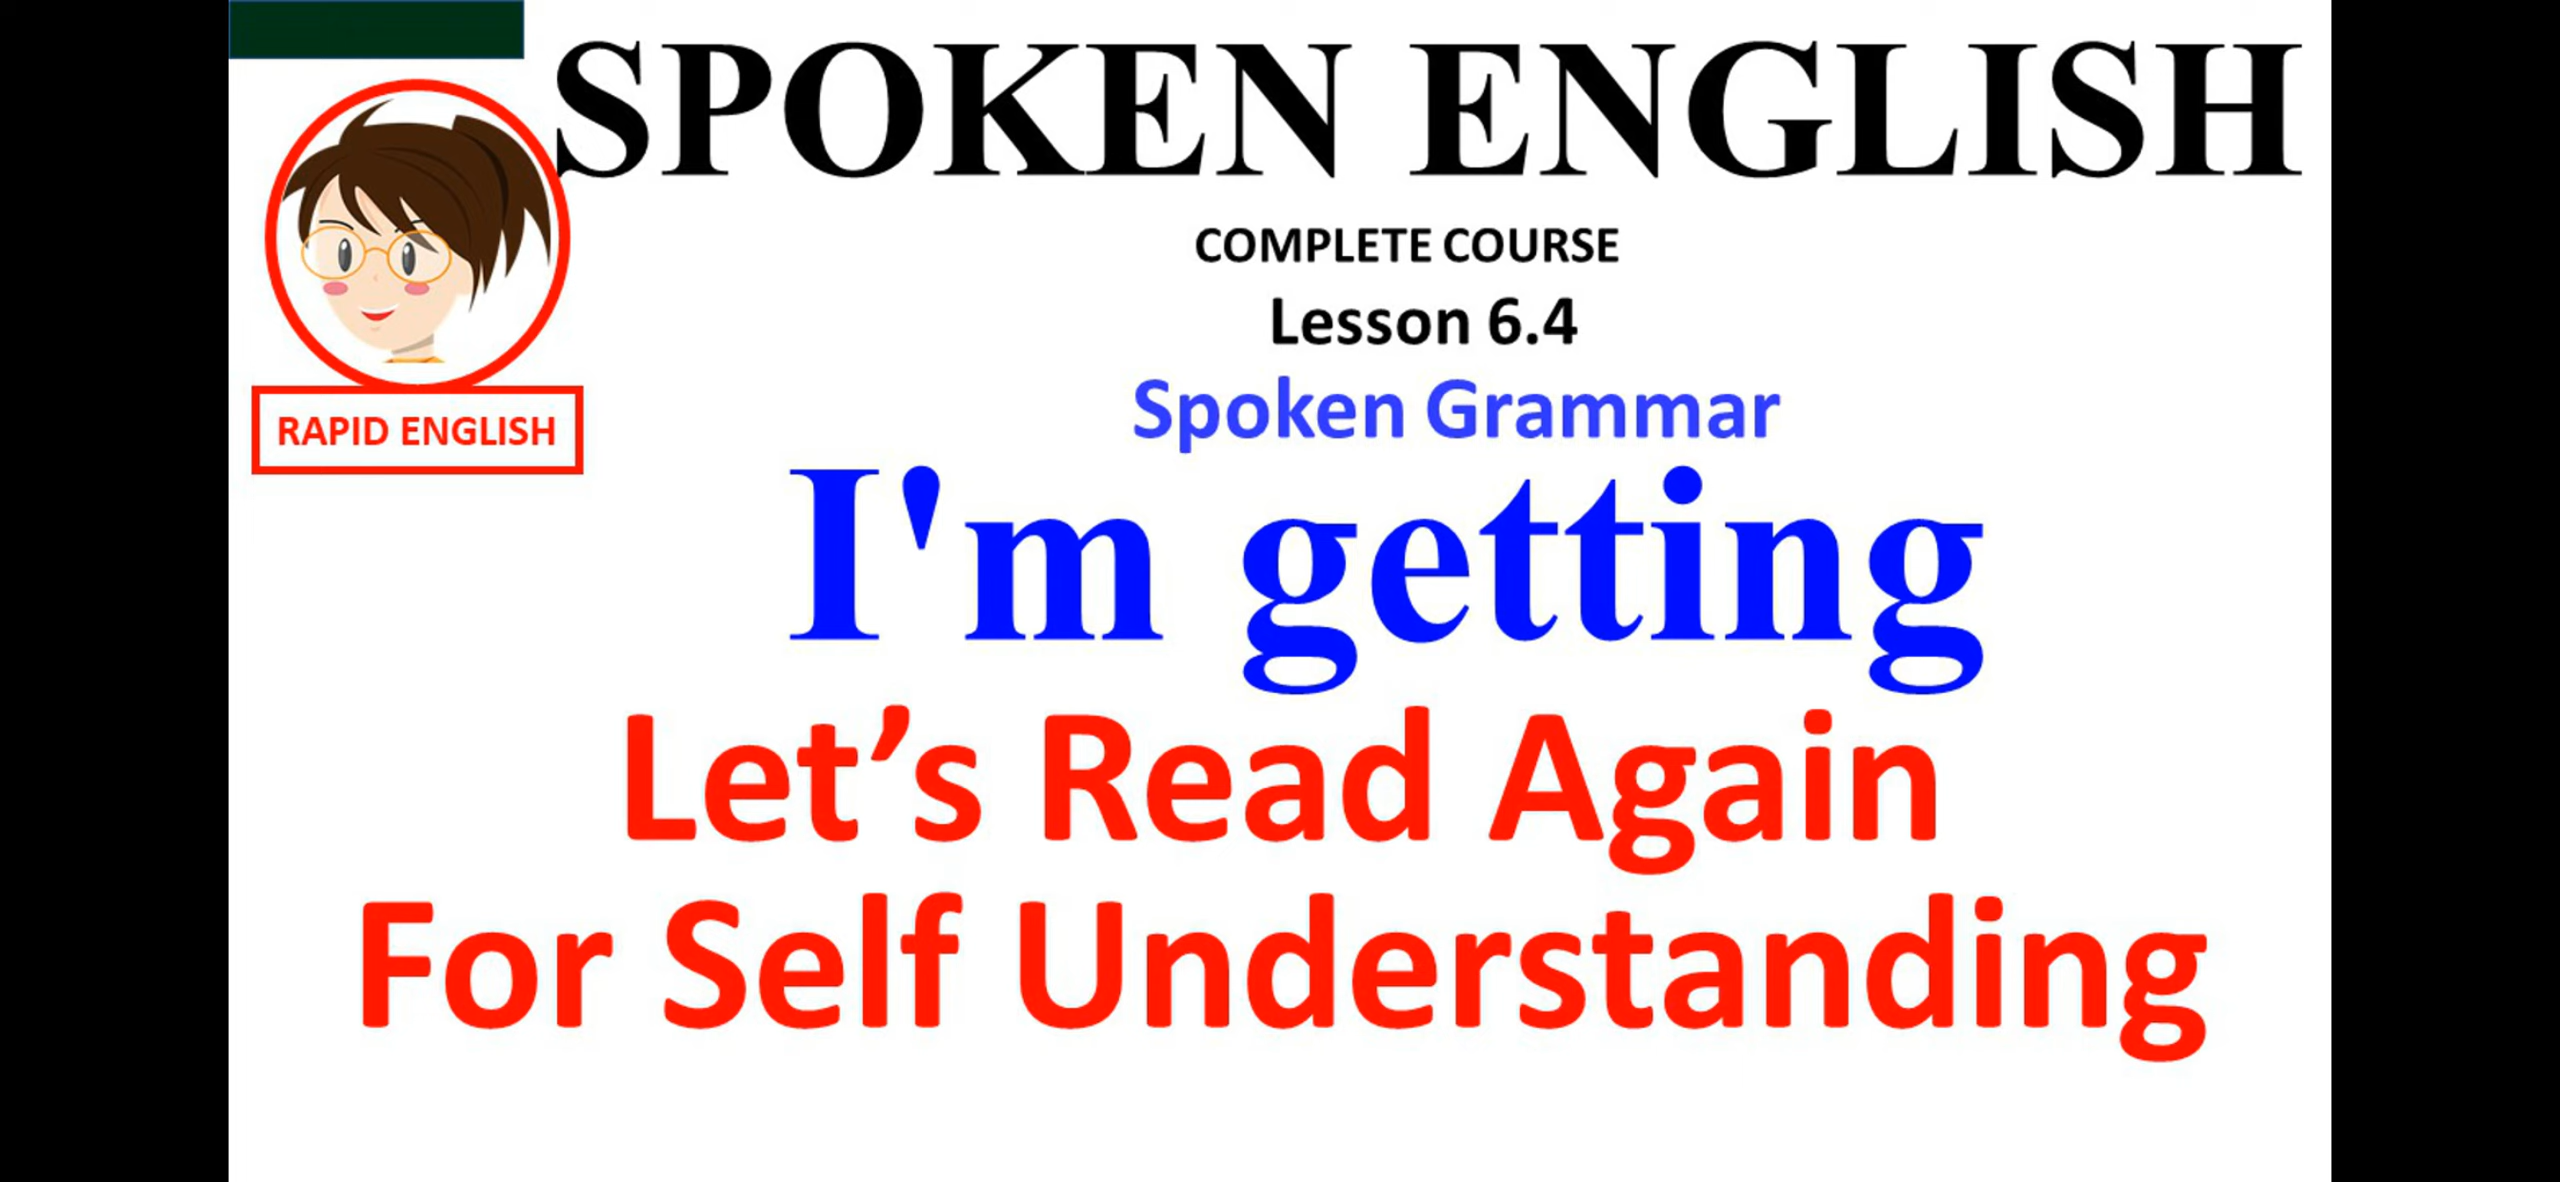 SPOKEN ENGLISH
COMPLETE COURSE
Lesson 6.4
Spoken Grammar
RAPID ENGLISH
I'm getting
Let’s Read Again
For Self Understanding